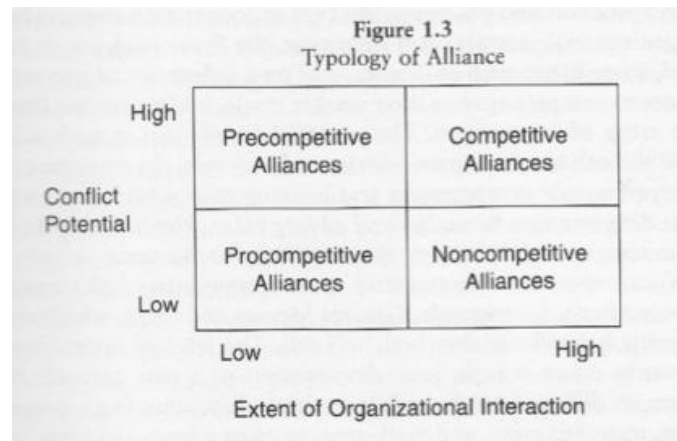 Figure 1.3
Typology of Alliance
High
Precompetitive
Alliances
Competitive
Alliances
Conflict
Potential
Procompetitive
Alliances
Noncompetitive
Alliances
Low
Low
High
Extent of Organizational Interaction